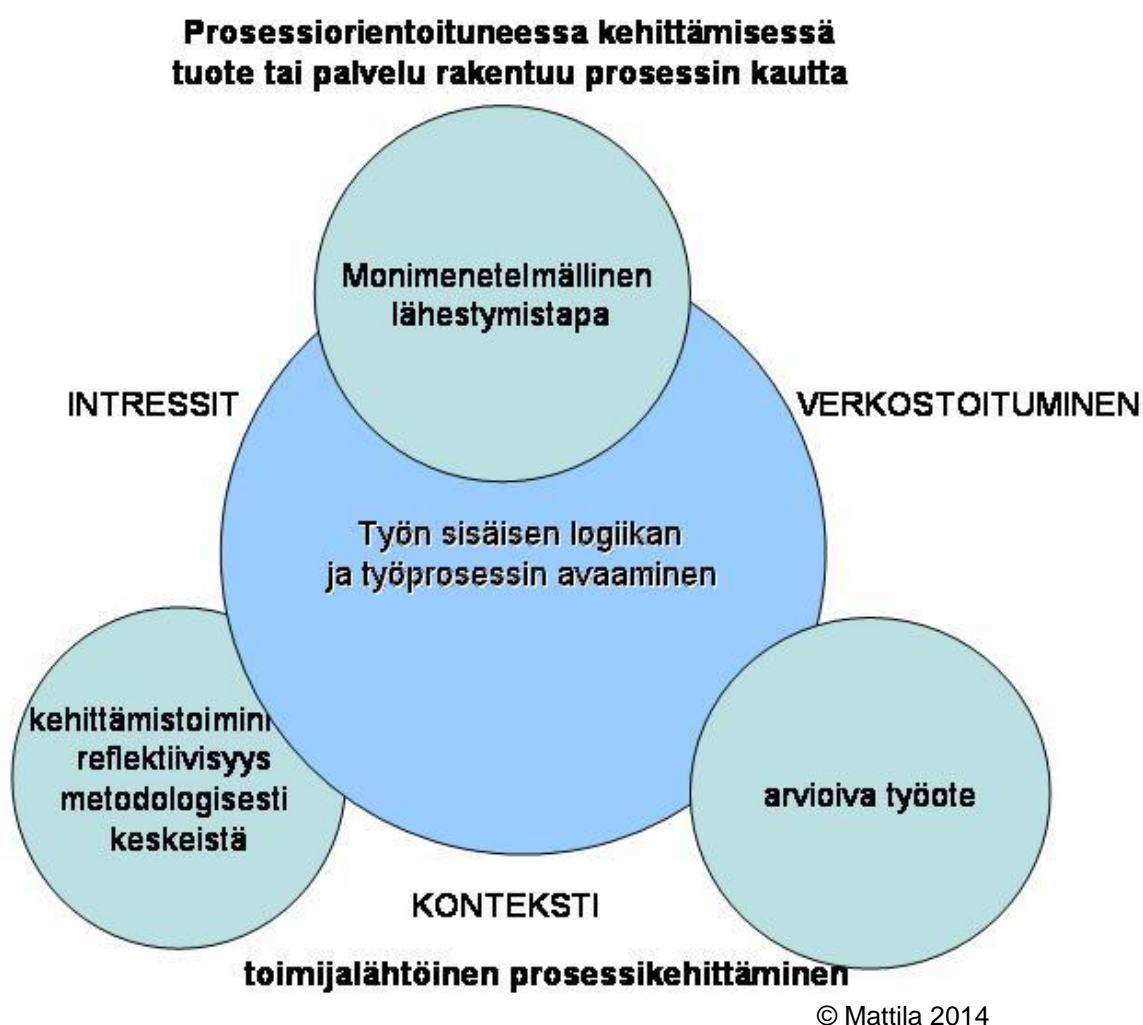 Prosessiorientoituneessa kehittämisessä
tuote tai palvelu rakentuu prosessin kautta
Monimenetelmällinen
lähestymistapa
INTRESSIT
VERKOSTOITUMINEN
Työn sisäisen logiikan
ja työprosessin avaaminen
kehittämistoimin
reflektiivisyys
metodologisesti
keskeistä
arvioiva työote
KONTEKSTI
toimijalähtöinen prosessikehittäminen
© Mattila 2014